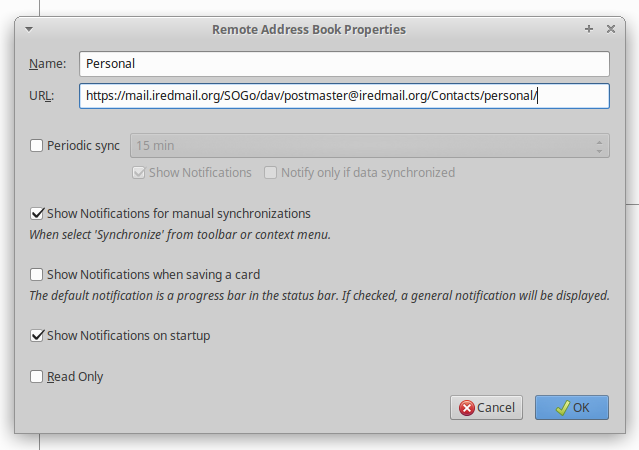 Remote Address Book Properties
Name: Personal
URL: https://mail.iredmail.org/SOGo/dav/postmaster@iredmail.org/Contacts/personal/
Periodic sync 15 min
Show Notifications Notify only if data synchronized
Show Notifications for manual synchronizations
When select 'Synchronize' from toolbar or context menu.
Show Notifications when saving a card
The default notification is a progress bar in the status bar. If checked, a general notification will be displayed.
Show Notifications on startup
Read Only
Cancel OK